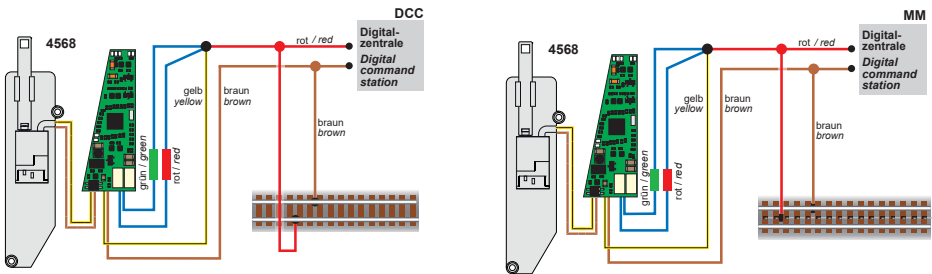 DCC
4568
rot / red
Digital-
zentrale
Digital
command
station
gelb
yellow
braun
brown
braun
brown
grün / green
rot / red
MM
4568
rot / red
Digital-
zentrale
Digital
command
station
gelb
yellow
braun
brown
braun
brown
grün / green
rot / red